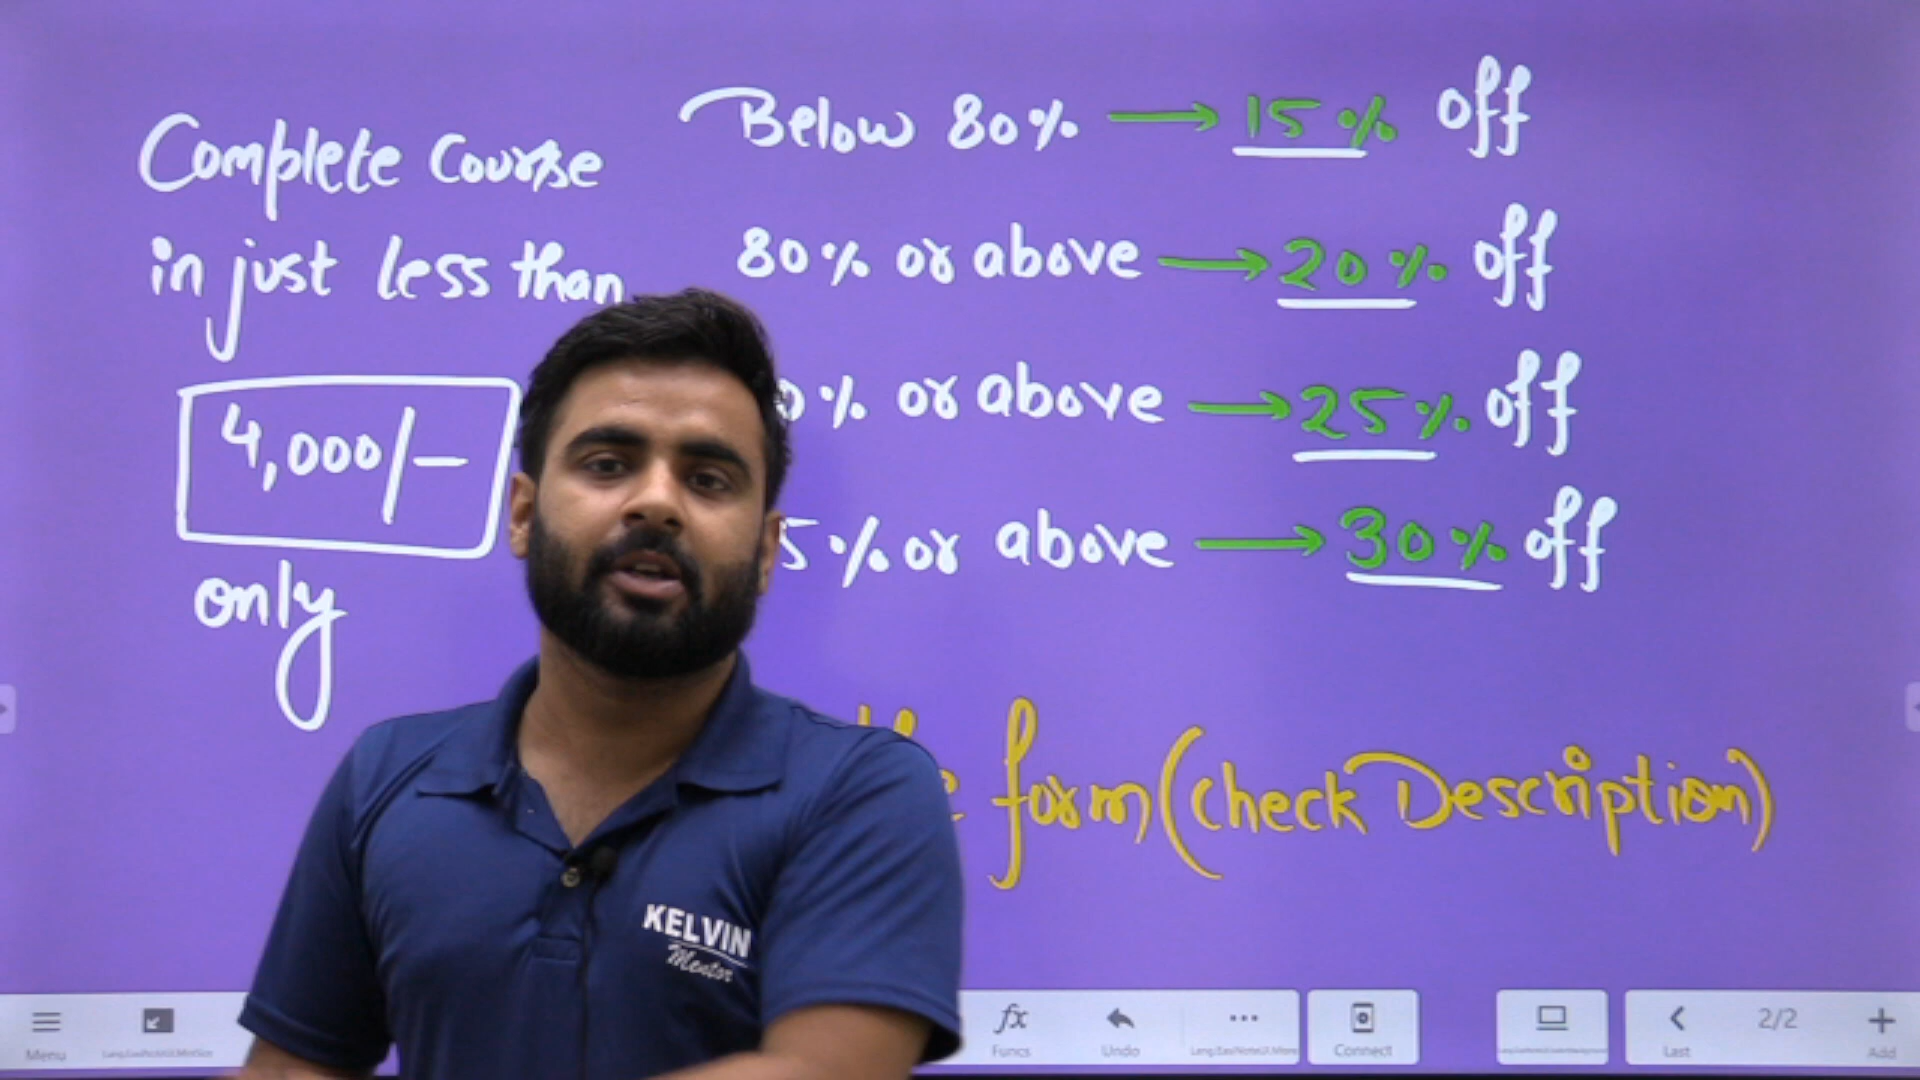 Complete Course
in just less than
4,000/-
only
Below 80% → 15% off
80% or above → 20% off
0% or above → 25% off
5% or above → 30% off
form (Check Description)
KELVIN
Mentor
Menu
Funcs
Undo
Connect
Last
2/2
Add